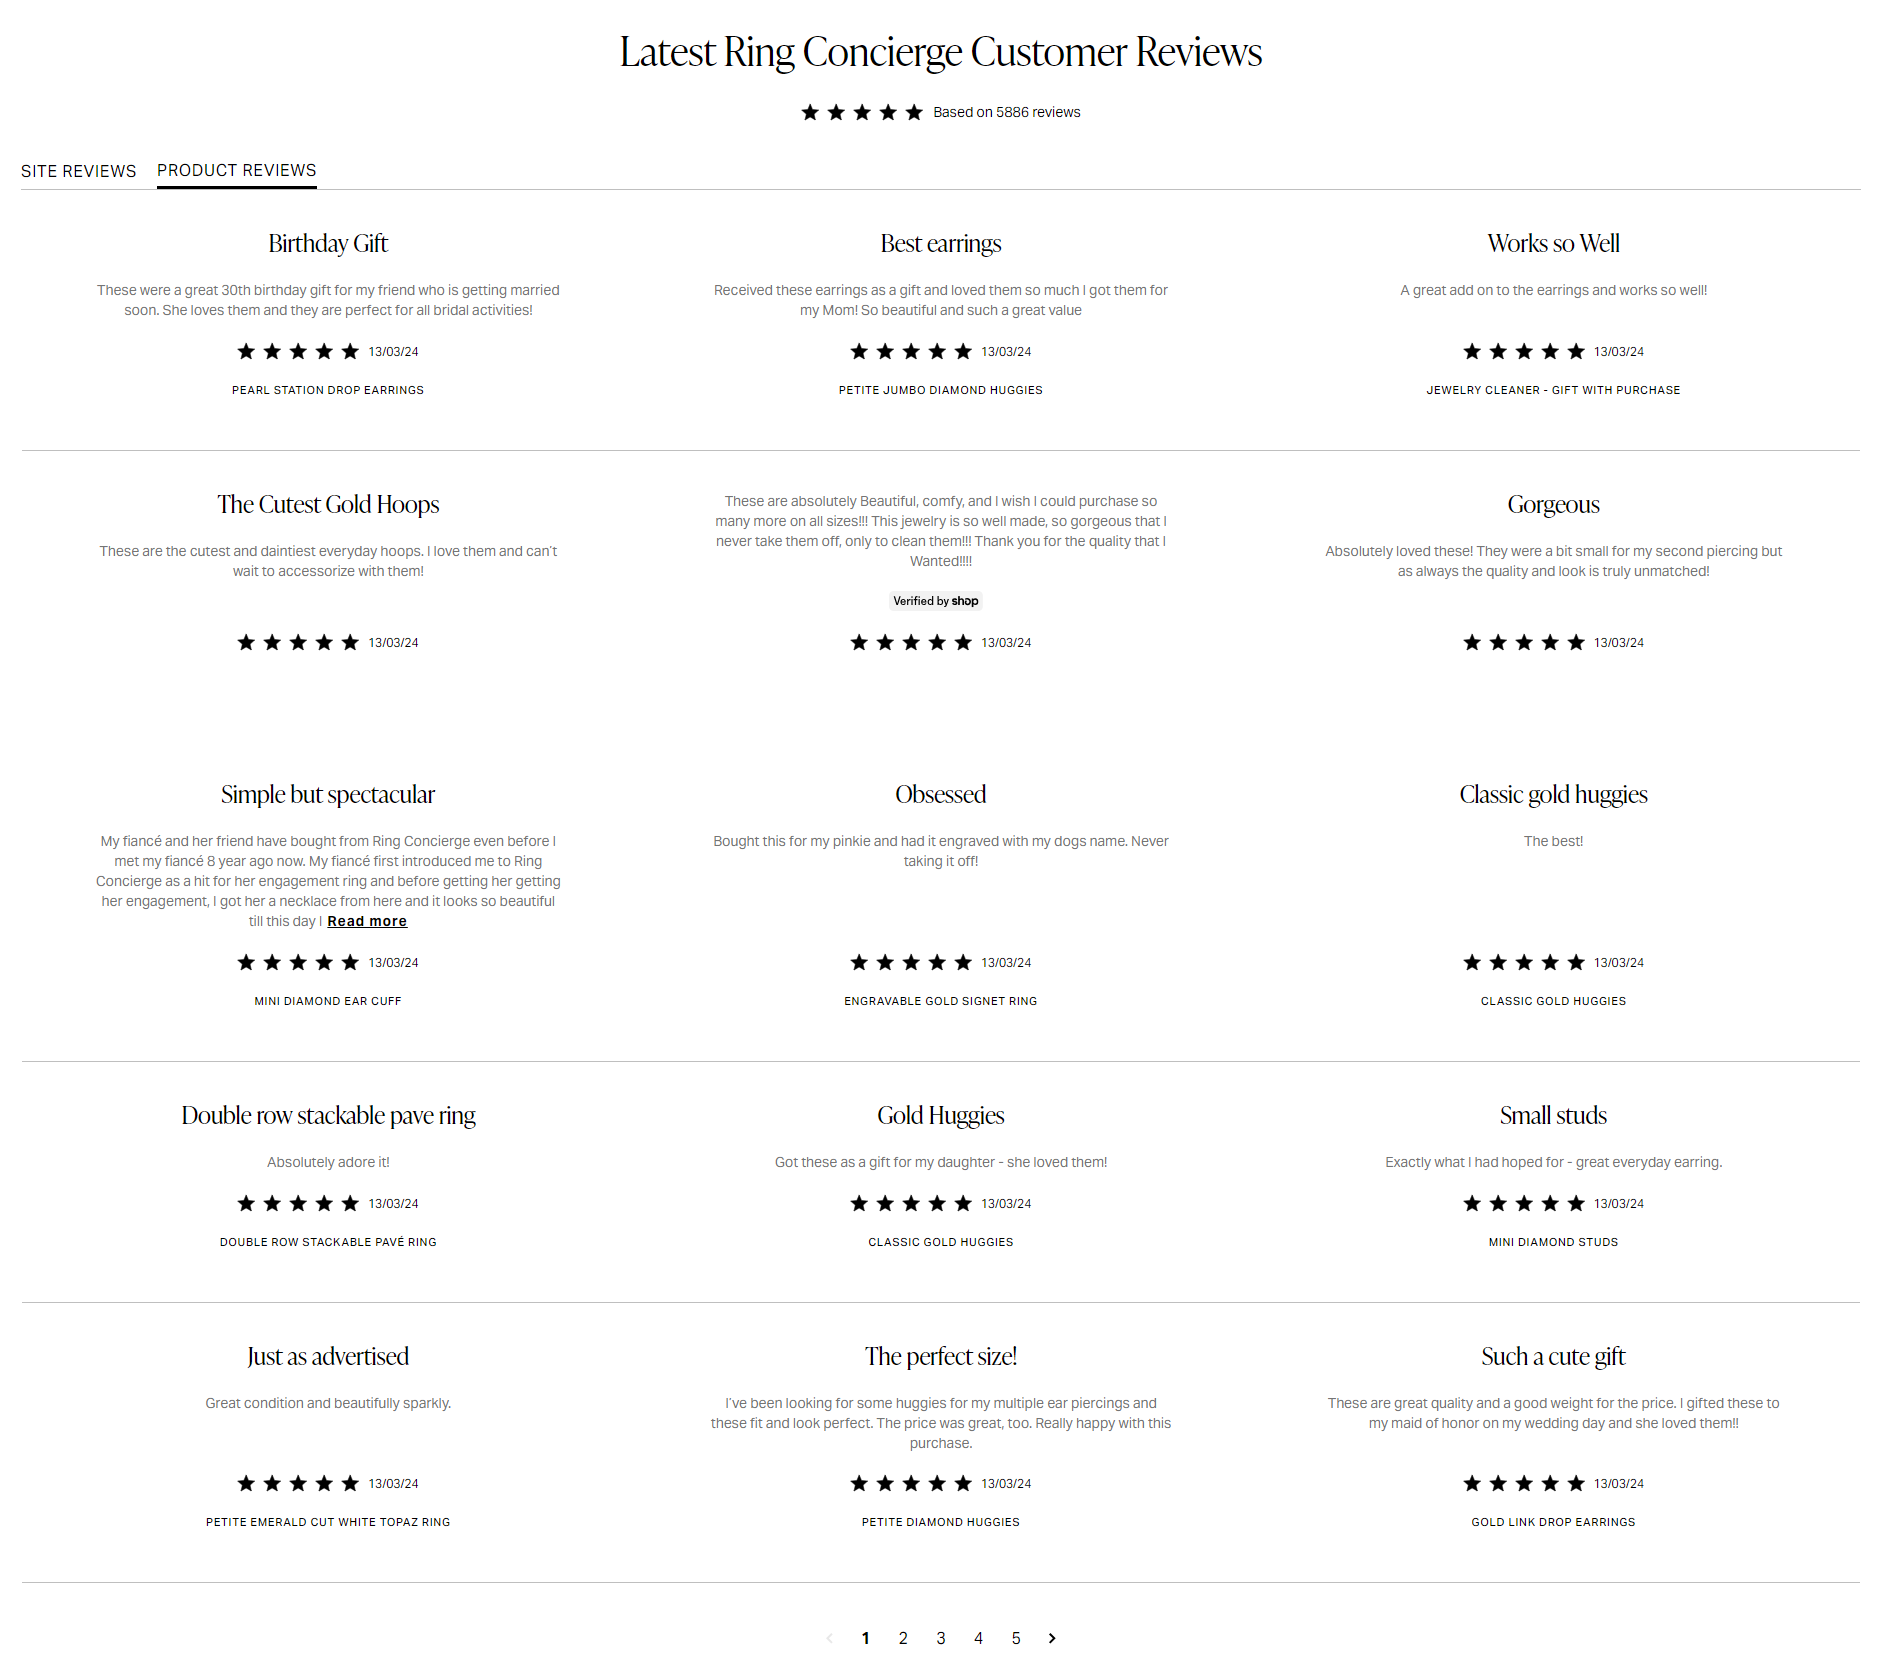 Latest Ring Concierge Customer Reviews
Based on 5886 reviews
SITE REVIEWS
PRODUCT REVIEWS
Birthday Gift
These were a great 30th birthday gift for my friend who is getting married
soon. She loves them and they are perfect for all bridal activities!
13/03/24
PEARL STATION DROP EARRINGS
Best earrings
Received these earrings as a gift and loved them so much I got them for
my Mom! So beautiful and such a great value
13/03/24
PETITE JUMBO DIAMOND HUGGIES
Works so Well
A great add on to the earrings and works so well!
13/03/24
JEWELRY CLEANER - GIFT WITH PURCHASE
The Cutest Gold Hoops
These are the cutest and daintiest everyday hoops. I love them and can't
wait to accessorize with them!
13/03/24
These are absolutely Beautiful, comfy, and I wish I could purchase so
many more on all sizes!!! This jewelry is so well made, so gorgeous that I
never take them off, only to clean them!!! Thank you for the quality that I
Wanted!!!!
Verified by shop
13/03/24
Gorgeous
Absolutely loved these! They were a bit small for my second piercing but
as always the quality and look is truly unmatched!
13/03/24
Simple but spectacular
My fiancé and her friend have bought from Ring Concierge even before I
met my fiancé 8 year ago now. My fiancé first introduced me to Ring
Concierge as a hit for her engagement ring and before getting her getting
her engagement, I got her a necklace from here and it looks so beautiful
till this day I Read more
13/03/24
MINI DIAMOND EAR CUFF
Obsessed
Bought this for my pinkie and had it engraved with my dogs name. Never
taking it off!
13/03/24
ENGRAVABLE GOLD SIGNET RING
Classic gold huggies
The best!
13/03/24
CLASSIC GOLD HUGGIES
Double row stackable pave ring
Absolutely adore it!
13/03/24
DOUBLE ROW STACKABLE PAVÉ RING
Gold Huggies
Got these as a gift for my daughter - she loved them!
13/03/24
CLASSIC GOLD HUGGIES
Small studs
Exactly what I had hoped for - great everyday earring.
13/03/24
MINI DIAMOND STUDS
Just as advertised
Great condition and beautifully sparkly.
13/03/24
PETITE EMERALD CUT WHITE TOPAZ RING
The perfect size!
I've been looking for some huggies for my multiple ear piercings and
these fit and look perfect. The price was great, too. Really happy with this
purchase.
13/03/24
PETITE DIAMOND HUGGIES
Such a cute gift
These are great quality and a good weight for the price. I gifted these to
my maid of honor on my wedding day and she loved them!!
13/03/24
GOLD LINK DROP EARRINGS
1 2 3 4 5